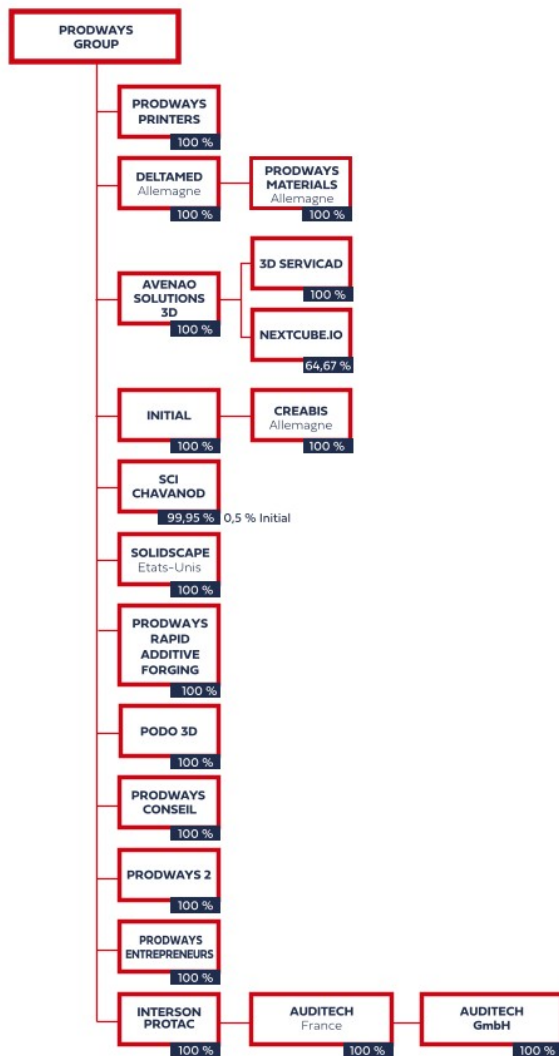 PRODWAYS
GROUP
PRODWAYS
PRINTERS
100 %
DELTAMED
Allemagne
100 %
PRODWAYS
MATERIALS
Allemagne
100 %
AVENAO
SOLUTIONS
3D
100 %
3D SERVICAD
100 %
NEXTCUBE.IO
64,67 %
INITIAL
100 %
CREABIS
Allemagne
100 %
SCI
CHAVANOD
99,95 % 0,5 % Initial
SOLIDSCAPE
Etats-Unis
100 %
PRODWAYS
RAPID
ADDITIVE
FORGING
100 %
PODO 3D
100 %
PRODWAYS
CONSEIL
100 %
PRODWAYS 2
100 %
PRODWAYS
ENTREPRENEURS
100 %
INTERSON
PROTAC
100 %
AUDITECH
France
100 %
AUDITECH
GmbH
100 %